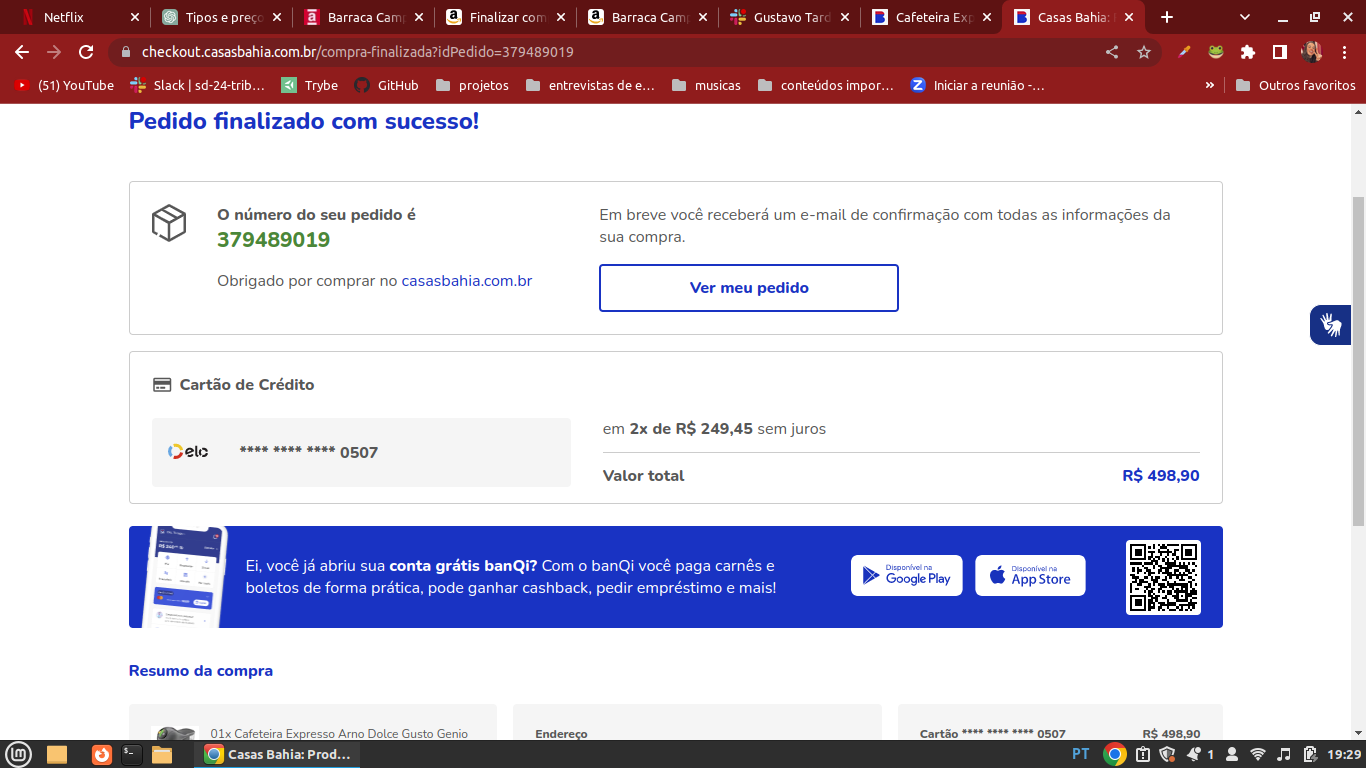 Netflix
Tipos e preço
Barraca Camp
Finalizar com
Barraca Camp
Gustavo Tard
Cafeteira Exp
Casas Bahia:
checkout.casasbahia.com.br/compra-finalizada?idPedido=379489019
(51) YouTube
Slack | sd-24-trib…
Trybe
GitHub
projetos
entrevistas de e…
musicas
conteúdos impor…
Iniciar a reunião -…
»
Outros favoritos
Pedido finalizado com sucesso!
O número do seu pedido é
379489019
Obrigado por comprar no casasbahia.com.br
Em breve você receberá um e-mail de confirmação com todas as informações da
sua compra.
Ver meu pedido
Cartão de Crédito
elo
**** **** **** 0507
em 2x de R$ 249,45 sem juros
Valor total
R$ 498,90
Ei, você já abriu sua conta grátis banQi? Com o banQi você paga carnês e
boletos de forma prática, pode ganhar cashback, pedir empréstimo e mais!
Disponível na
Google Play
Disponível na
App Store
Resumo da compra
01x Cafeteira Expresso Arno Dolce Gusto Genio
Endereço
Cartão **** **** **** 0507
R$ 498,90
Casas Bahia: Prod…
PT
1
19:29